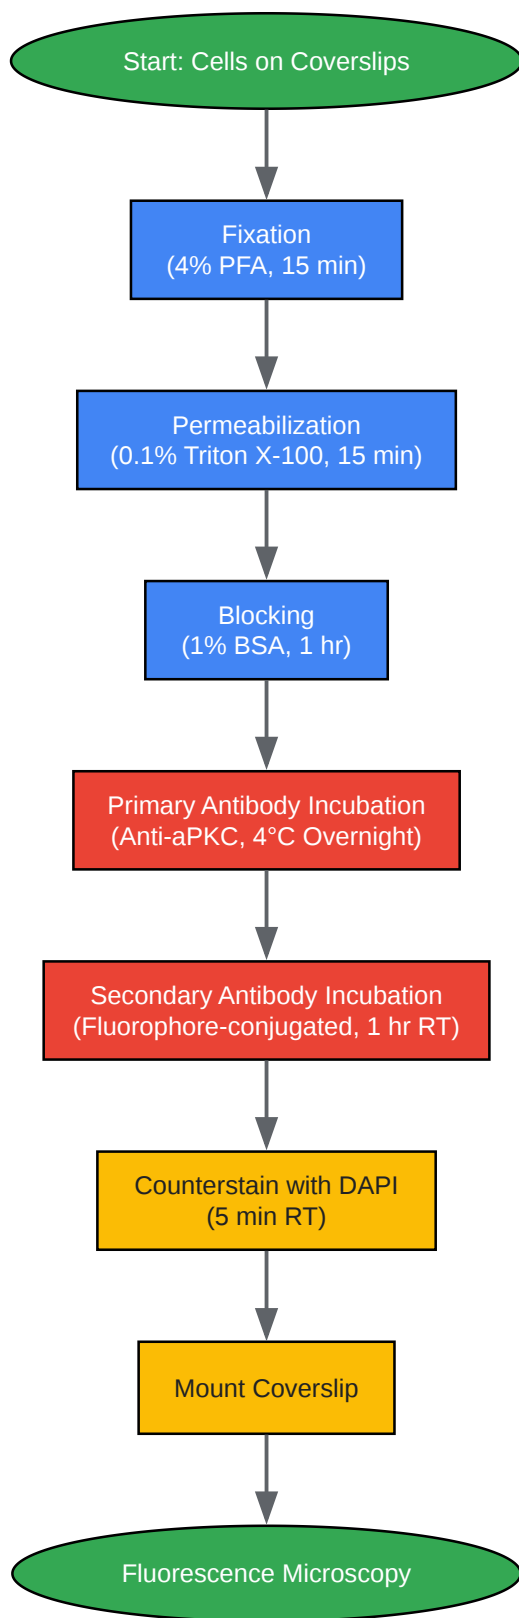 Start: Cells on Coverslips
Fixation
(4% PFA, 15 min)
Permeabilization
(0.1% Triton X-100, 15 min)
Blocking
(1% BSA, 1 hr)
Primary Antibody Incubation
(Anti-aPKC, 4°C Overnight)
Secondary Antibody Incubation
(Fluorophore-conjugated, 1 hr RT)
Counterstain with DAPI
(5 min RT)
Mount Coverslip
Fluorescence Microscopy